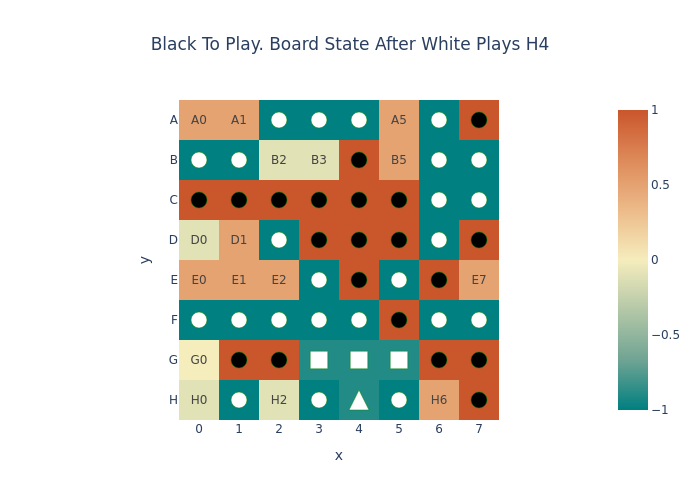 Black To Play. Board State After White Plays H4
A A0 A1 A5
B B2 B3 B5
C
D D0 D1
E E0 E1 E2 E7
F
G G0
H H0 H2 H6
0 1 2 3 4 5 6 7
x
y
1
0.5
0
−0.5
−1